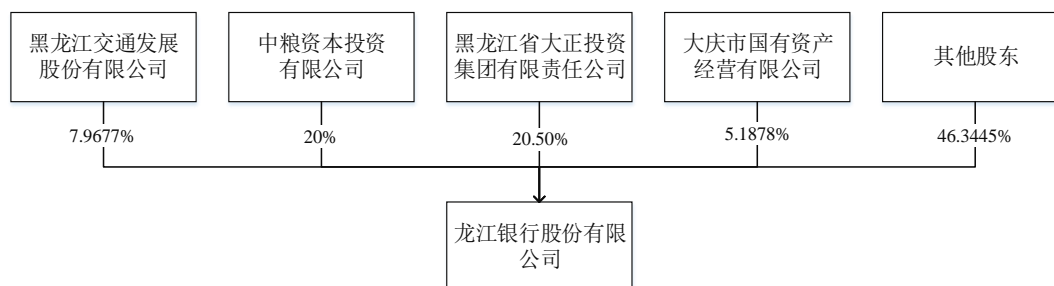 黑龙江交通发展
股份有限公司
中粮资本投资
有限公司
黑龙江省大正投资
集团有限责任公司
大庆市国有资产
经营有限公司
其他股东
7.9677%
20%
20.50%
5.1878%
46.3445%
龙江银行股份有限
公司